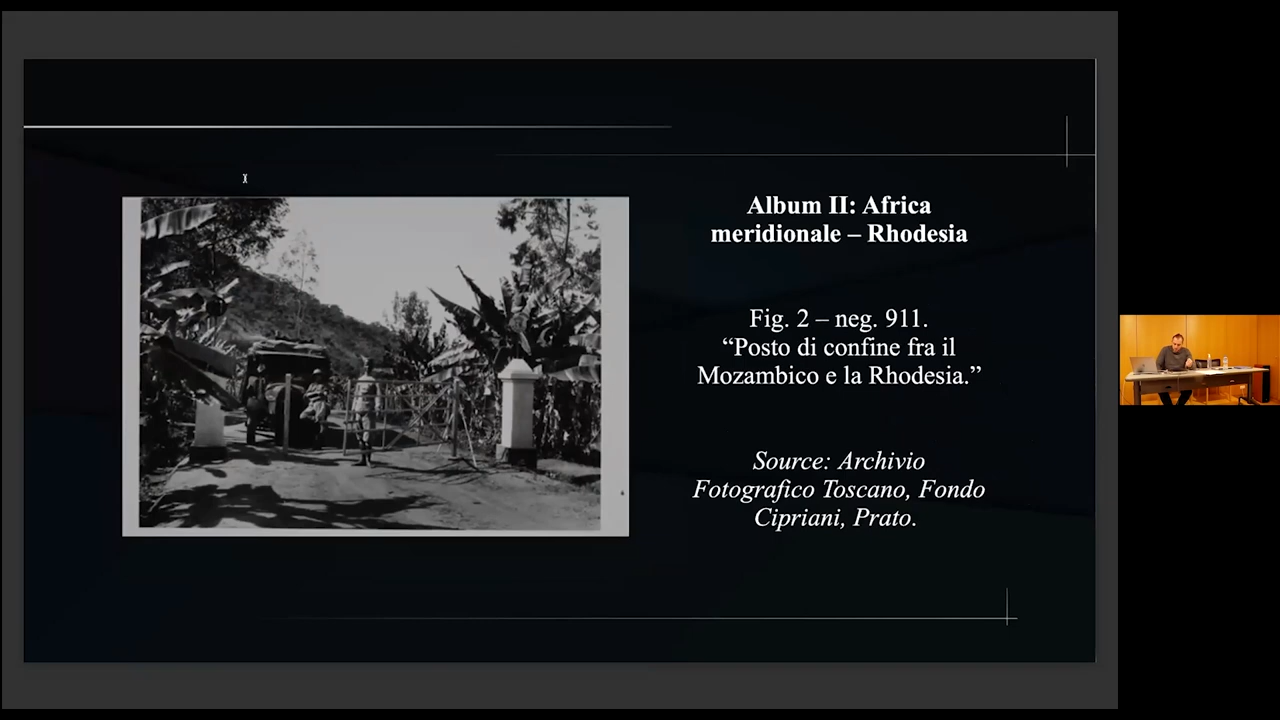 Album II: Africa
meridionale – Rhodesia
Fig. 2 – neg. 911.
“Posto di confine fra il
Mozambico e la Rhodesia.”
Source: Archivio
Fotografico Toscano, Fondo
Cipriani, Prato.